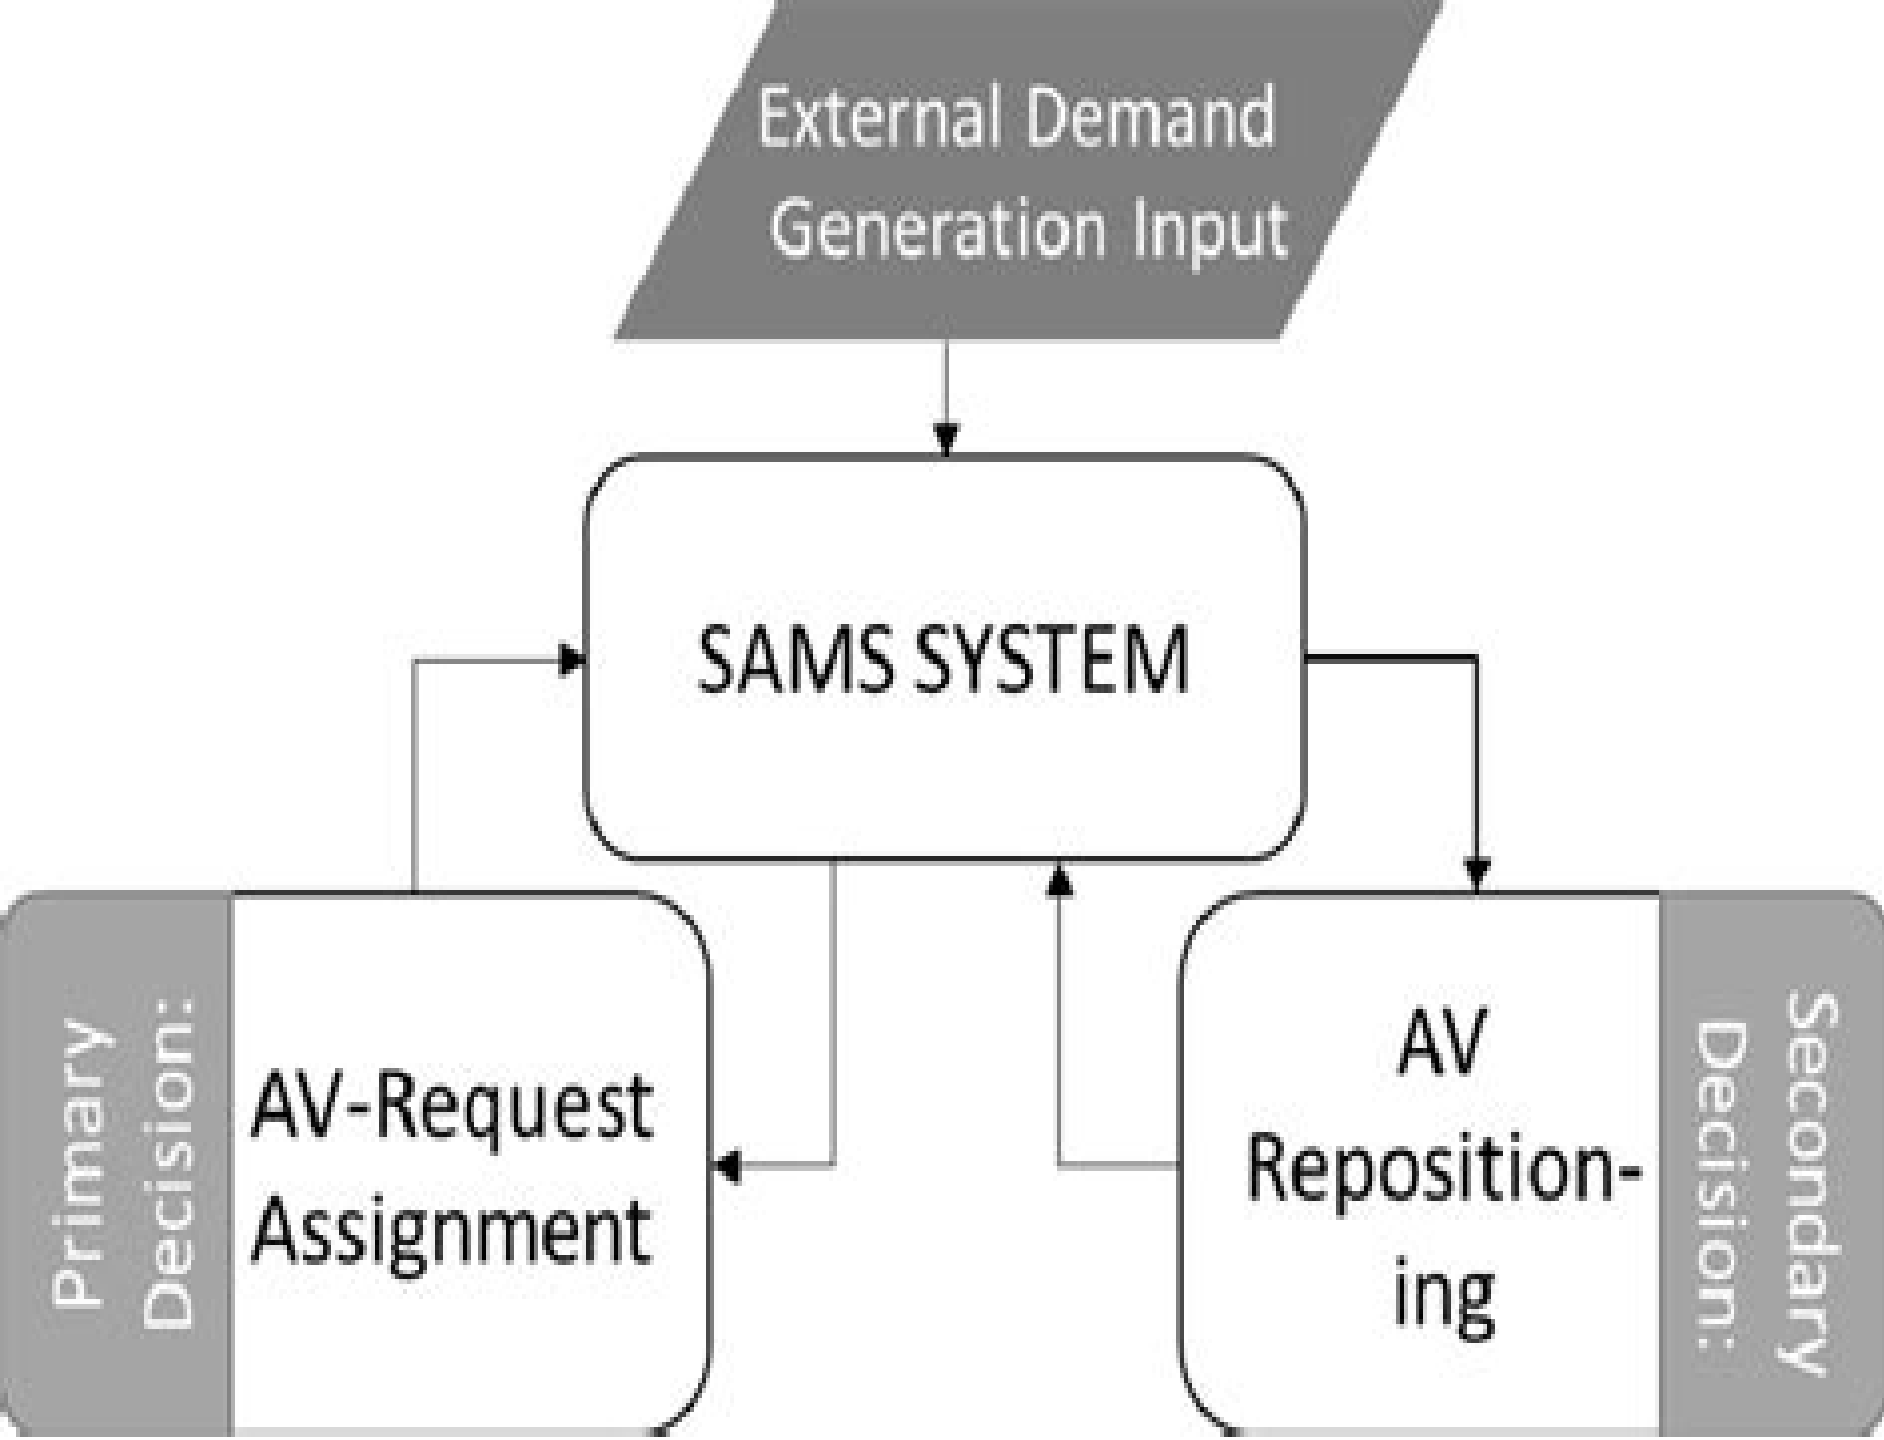 External Demand
Generation Input
SAMS SYSTEM
Primary
Decision:
AV-Request
Assignment
AV
Reposition-
ing
Secondary
Decision: